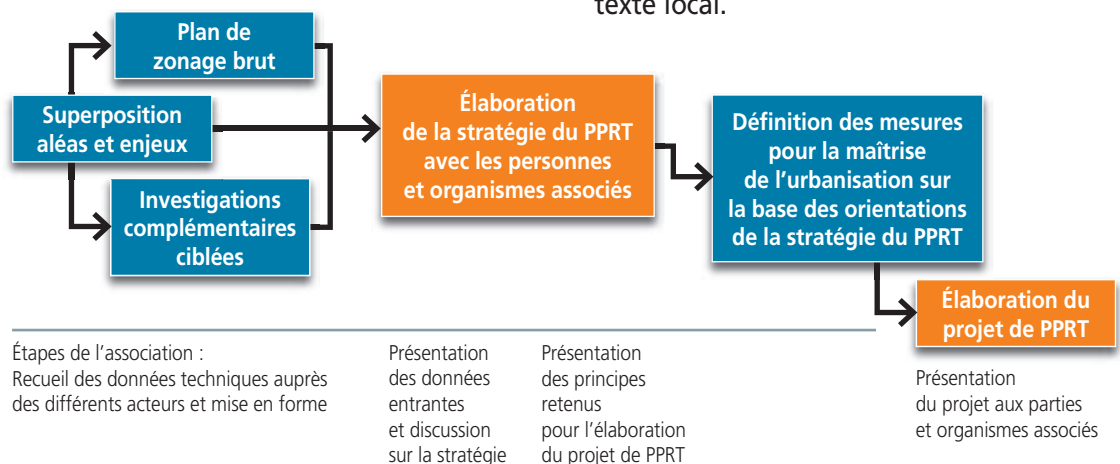 texte local.
Plan de
zonage brut
Superposition
aléas et enjeux
Investigations
complémentaires
ciblées
Élaboration
de la stratégie du PPRT
avec les personnes
et organismes associés
Définition des mesures
pour la maîtrise
de l’urbanisation sur
la base des orientations
de la stratégie du PPRT
Élaboration du
projet de PPRT
Étapes de l’association :
Recueil des données techniques auprès
des différents acteurs et mise en forme
Présentation
des données
entrantes
et discussion
sur la stratégie
Présentation
des principes
retenus
pour l’élaboration
du projet de PPRT
Présentation
du projet aux parties
et organismes associés